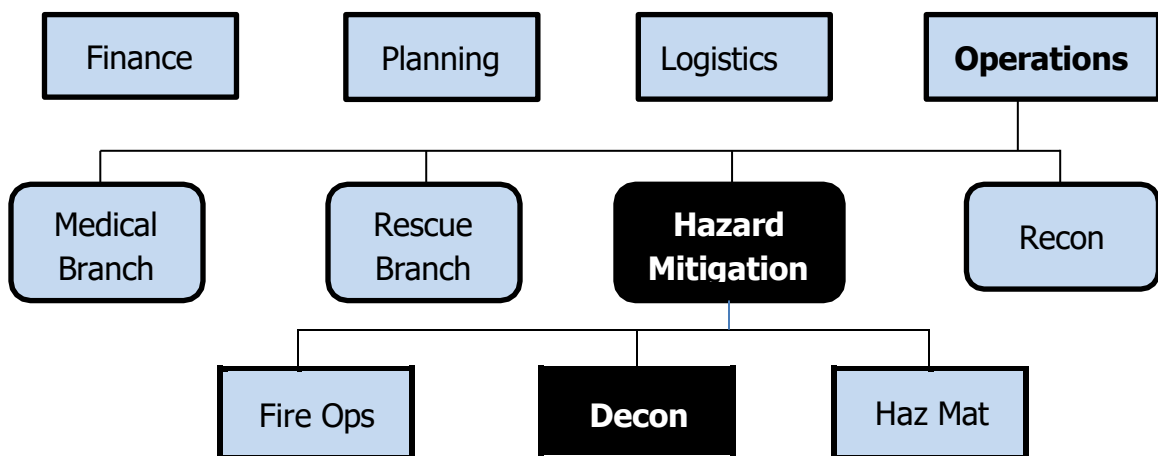 Finance
Planning
Logistics
Operations
Medical
Branch
Rescue
Branch
Hazard
Mitigation
Recon
Fire Ops
Decon
Haz Mat